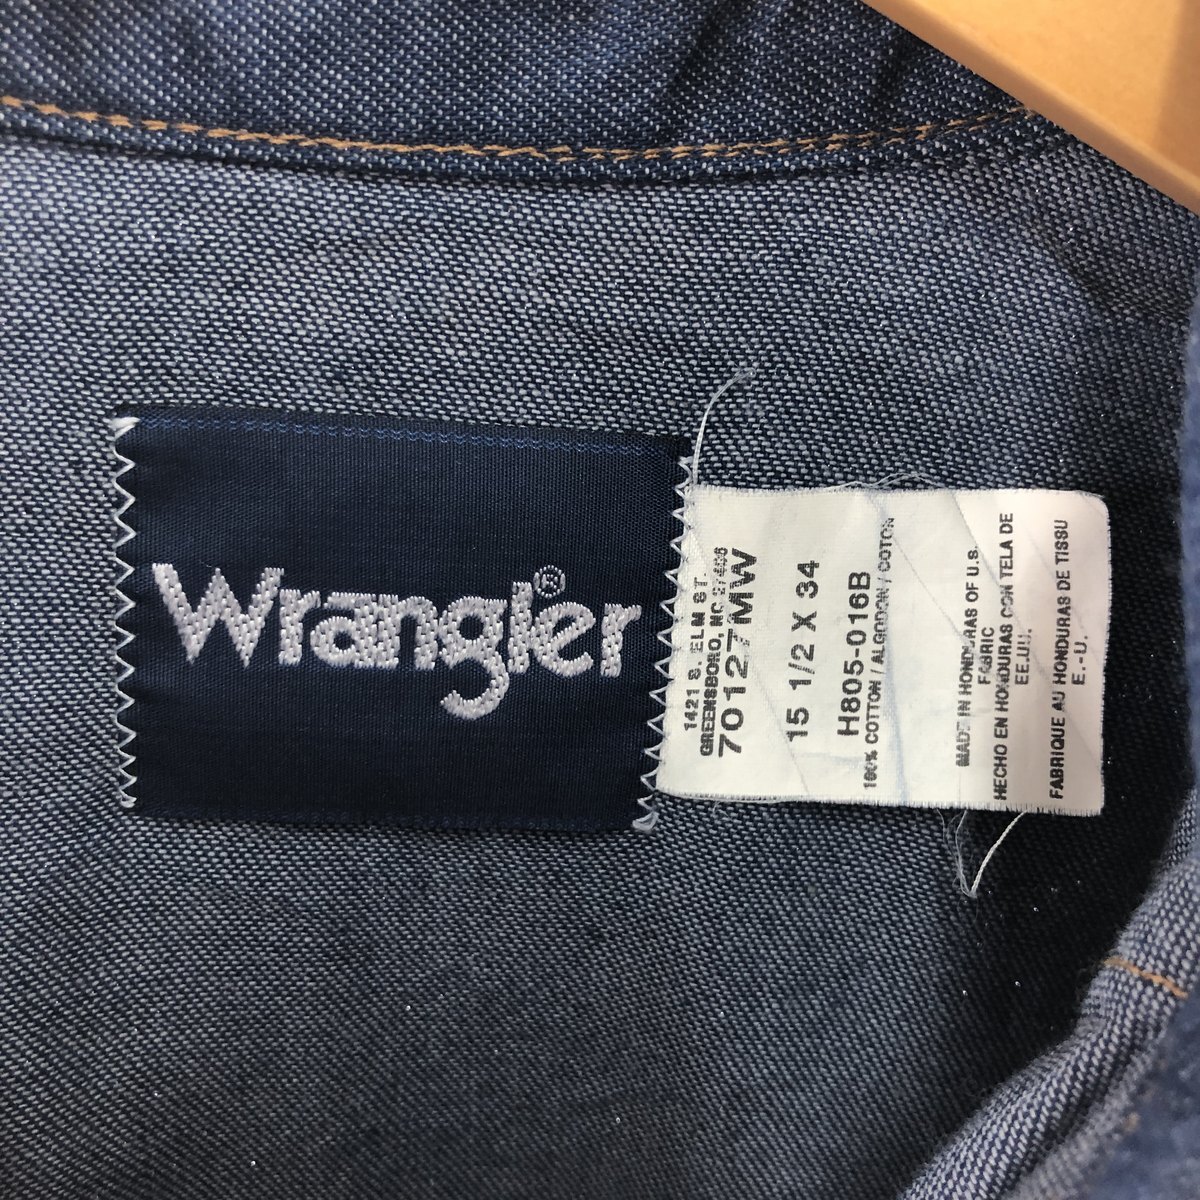 Wrangler®
1421 S. ELM ST.
GREENSBORO, NC 27406
70127MW
15 1/2 X 34
H805-016B
100% COTTON / ALGODON / COTON
MADE IN HONDURAS OF U.S.
FABRIC
HECHO EN HONDURAS CON TELA DE
EE.UU.
FABRIQUE AU HONDURAS DE TISSU
E.-U.